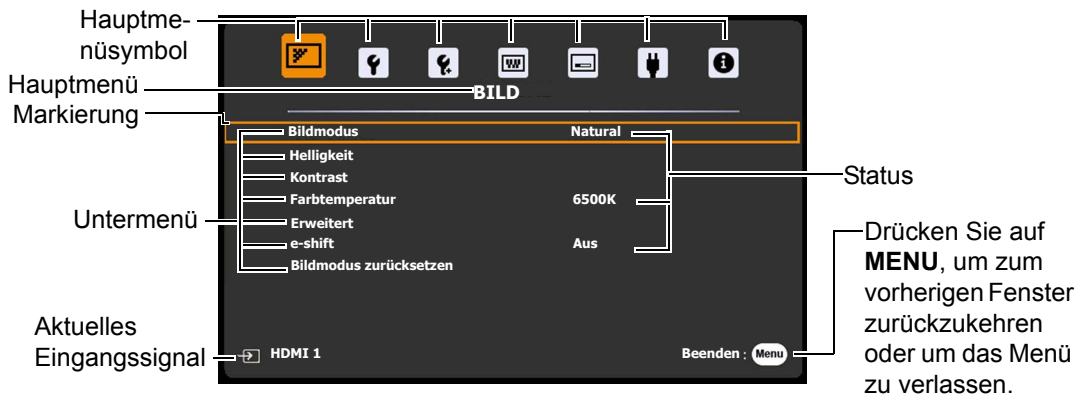 Hauptme-
nüsymbol
Hauptmenü
BILD
Markierung
Bildmodus Natural
Helligkeit
Kontrast
Farbtemperatur 6500K
Erweitert
e-shift Aus
Bildmodus zurücksetzen
Untermenü
Status
Aktuelles
Eingangssignal
HDMI 1
Beenden : Menu
Drücken Sie auf
MENU, um zum
vorherigen Fenster
zurückzukehren
oder um das Menü
zu verlassen.